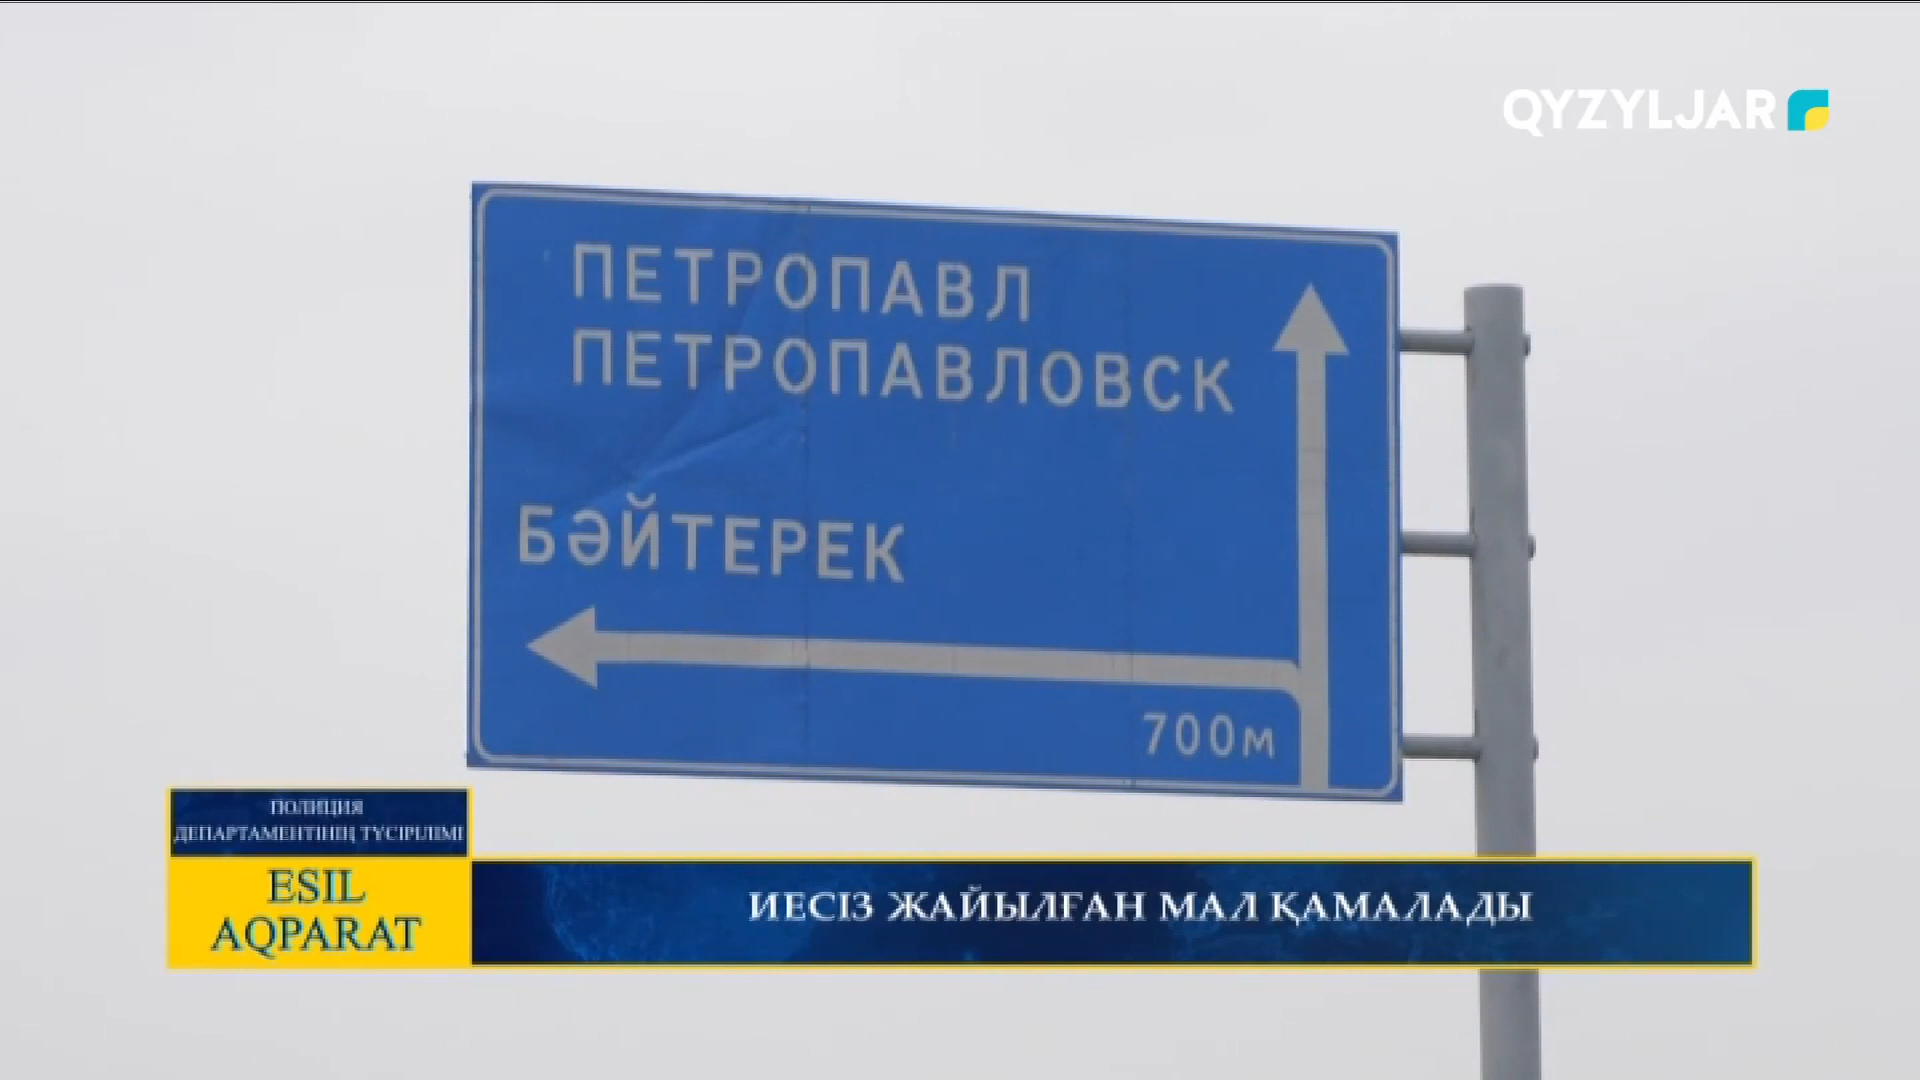 QYZYLJAR
ПЕТРОПАВЛ
ПЕТРОПАВЛОВСК
БӘЙТЕРЕК
700м
ПОЛИЦИЯ
ДЕПАРТАМЕНТІНІҢ ТҮСІРІЛІМІ
ESIL
AQPARAT
ИЕСІЗ ЖАЙЫЛҒАН МАЛ ҚАМАЛАДЫ